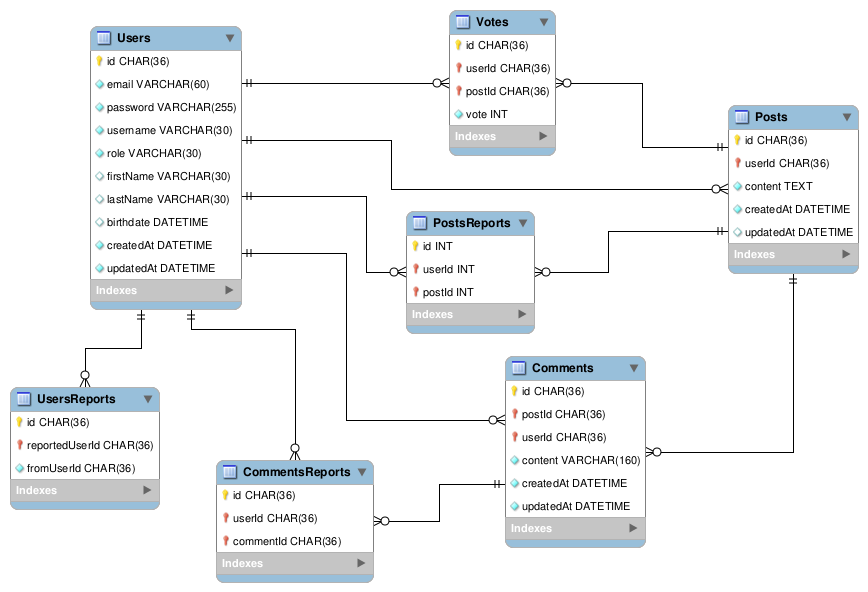 Users
id CHAR(36)
email VARCHAR(60)
password VARCHAR(255)
username VARCHAR(30)
role VARCHAR(30)
firstName VARCHAR(30)
lastName VARCHAR(30)
birthdate DATETIME
createdAt DATETIME
updatedAt DATETIME
Indexes
Votes
id CHAR(36)
userId CHAR(36)
postId CHAR(36)
vote INT
Indexes
Posts
id CHAR(36)
userId CHAR(36)
content TEXT
createdAt DATETIME
updatedAt DATETIME
Indexes
PostsReports
id INT
userId INT
postId INT
Indexes
Comments
id CHAR(36)
postId CHAR(36)
userId CHAR(36)
content VARCHAR(160)
createdAt DATETIME
updatedAt DATETIME
Indexes
UsersReports
id CHAR(36)
reportedUserId CHAR(36)
fromUserId CHAR(36)
Indexes
CommentsReports
id CHAR(36)
userId CHAR(36)
commentId CHAR(36)
Indexes